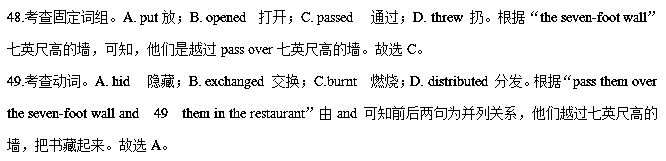 48.考查固定词组。A. put 放；B. opened 打开；C. passed 通过；D. threw 扔。根据“the seven-foot wall”
七英尺高的墙，可知，他们是越过 pass over 七英尺高的墙。故选 C。
49.考查动词。A. hid 隐藏；B. exchanged 交换；C.burnt 燃烧；D. distributed 分发。根据“pass them over
the seven-foot wall and 49 them in the restaurant”由 and 可知前后两句为并列关系，他们越过七英尺高的
墙，把书藏起来。故选 A。